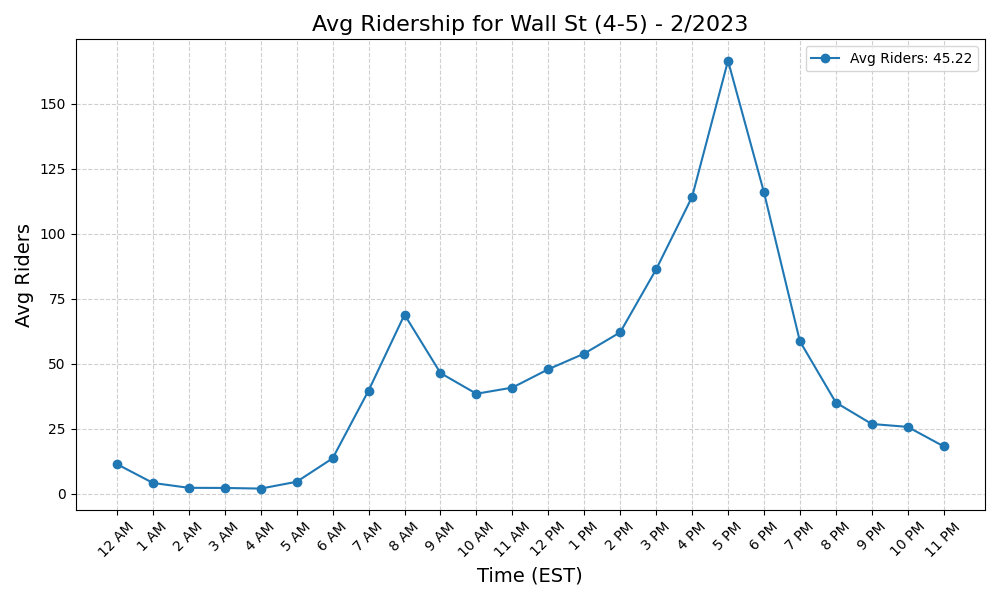 Avg Ridership for Wall St (4-5) - 2/2023
Avg Riders: 45.22
Avg Riders
150
125
100
75
50
25
0
12 AM
1 AM
2 AM
3 AM
4 AM
5 AM
6 AM
7 AM
8 AM
9 AM
10 AM
11 AM
12 PM
1 PM
2 PM
3 PM
4 PM
5 PM
6 PM
7 PM
8 PM
9 PM
10 PM
11 PM
Time (EST)